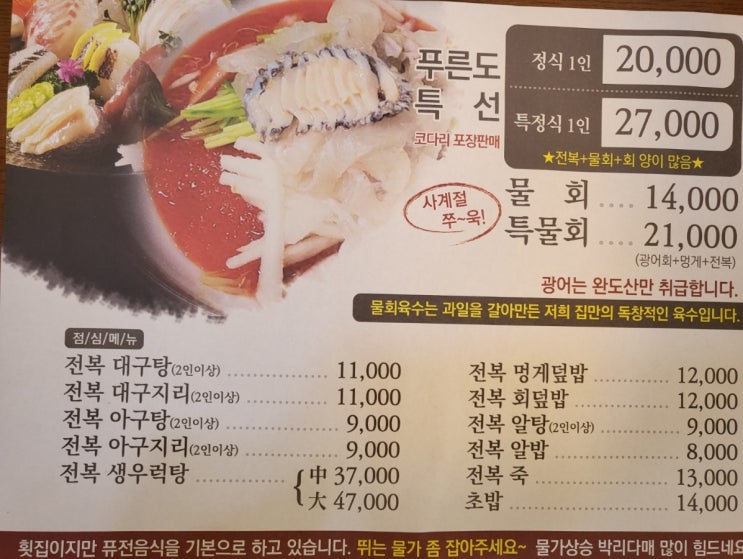 푸른도
특 선
코다리 포장판매
정식 1인 20,000
특정식 1인 27,000
★전복+물회+회 양이 많음★
사계절
쭈~욱!
물 회 .... 14,000
특물회 .... 21,000
(광어회+멍게+전복)
광어는 완도산만 취급합니다.
물회육수는 과일을 갈아만든 저희 집만의 독창적인 육수입니다.
점/심/메/뉴
전복 대구탕(2인이상) 11,000
전복 대구지리(2인이상) 11,000
전복 아구탕(2인이상) 9,000
전복 아구지리(2인이상) 9,000
전복 생우럭탕 中 37,000
大 47,000
전복 멍게덮밥 12,000
전복 회덮밥 12,000
전복 알탕(2인이상) 9,000
전복 알밥 8,000
전복 죽 13,000
초밥 14,000
횟집이지만 퓨전음식을 기본으로 하고 있습니다. 뛰는 물가 좀 잡아주세요~ 물가상승 박리다매 많이 힘드네요